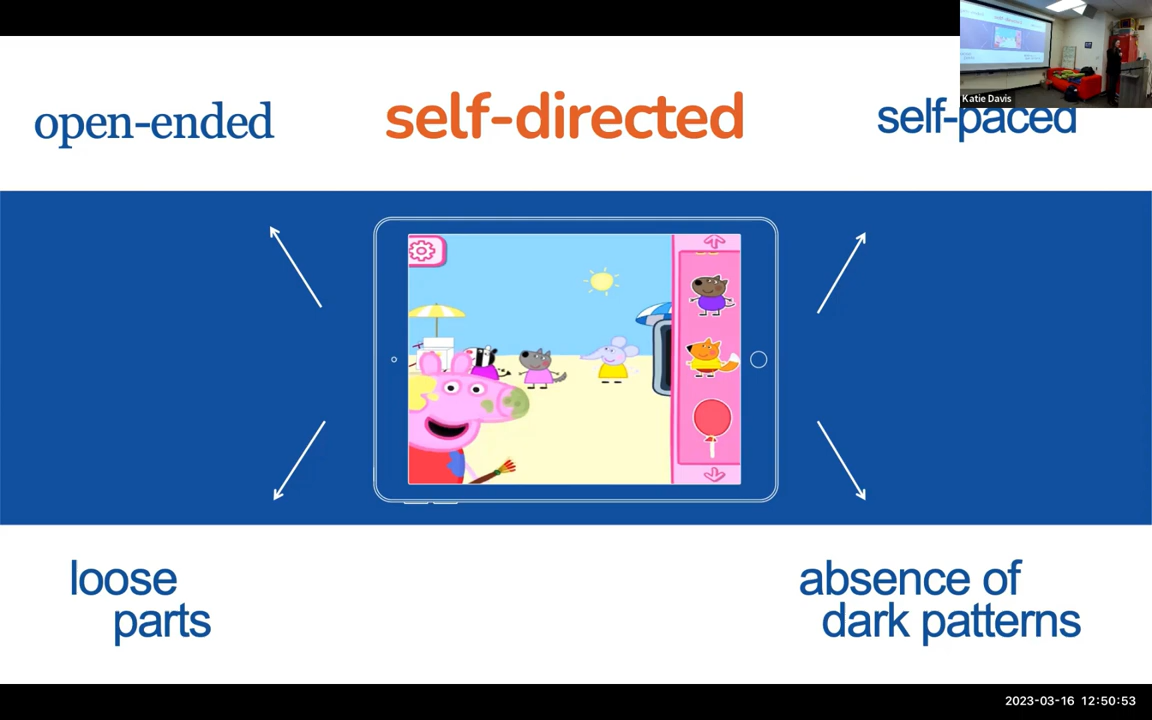 Katie Davis
open-ended
self-directed
self-paced
loose
parts
absence of
dark patterns
2023-03-16 12:50:53